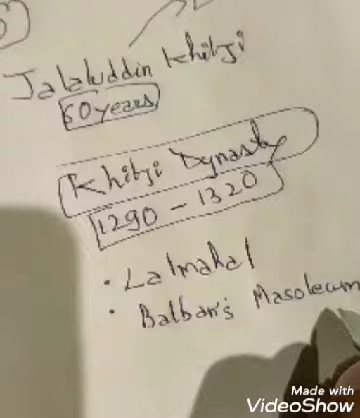 Jalaluddin Khilji
60 years
Khilji Dynasty
1290 - 1320
• Lalmahal
• Balban's Masoleum
Made with
VideoShow